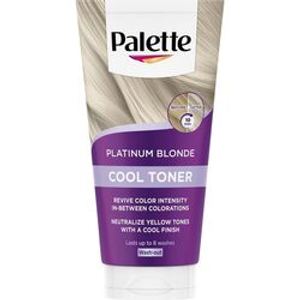 Palette
PLATINUM BLONDE
COOL TONER
REVIVE COLOR INTENSITY
IN-BETWEEN COLORATIONS
NEUTRALIZE YELLOW TONES
WITH A COOL FINISH
Lasts up to 8 washes
Wash-out